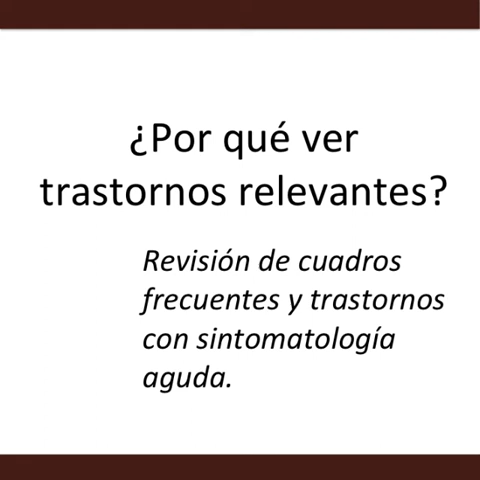 ¿Por qué ver
trastornos relevantes?
Revisión de cuadros
frecuentes y trastornos
con sintomatología
aguda.